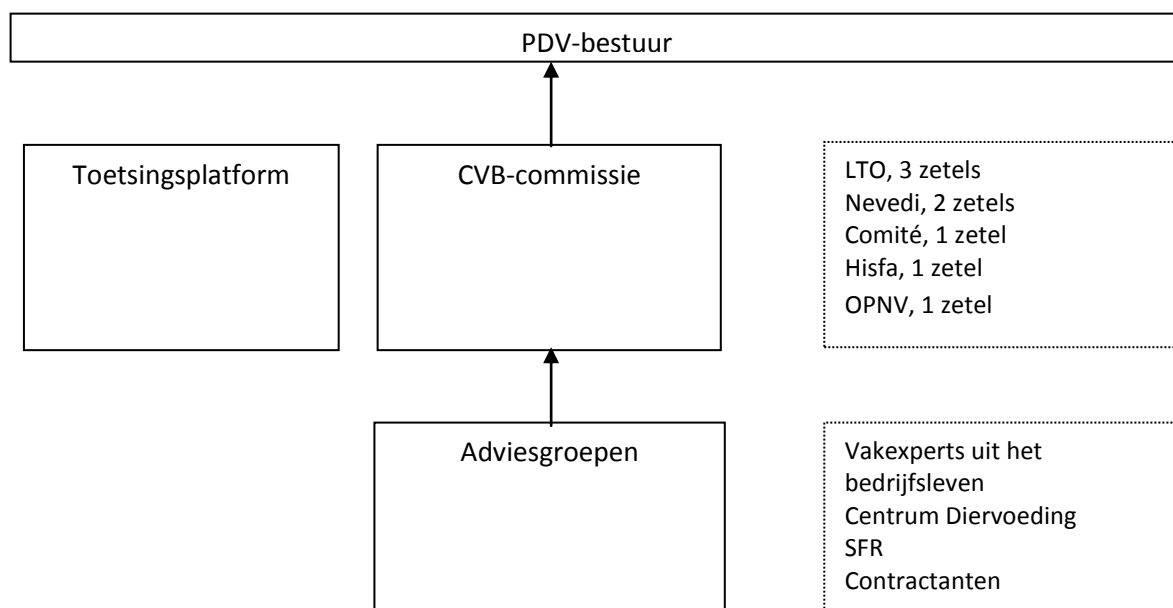 PDV-bestuur
Toetsingsplatform
CVB-commissie
LTO, 3 zetels
Nevedi, 2 zetels
Comité, 1 zetel
Hisfa, 1 zetel
OPNV, 1 zetel
Adviesgroepen
Vakexperts uit het
bedrijfsleven
Centrum Diervoeding
SFR
Contractanten